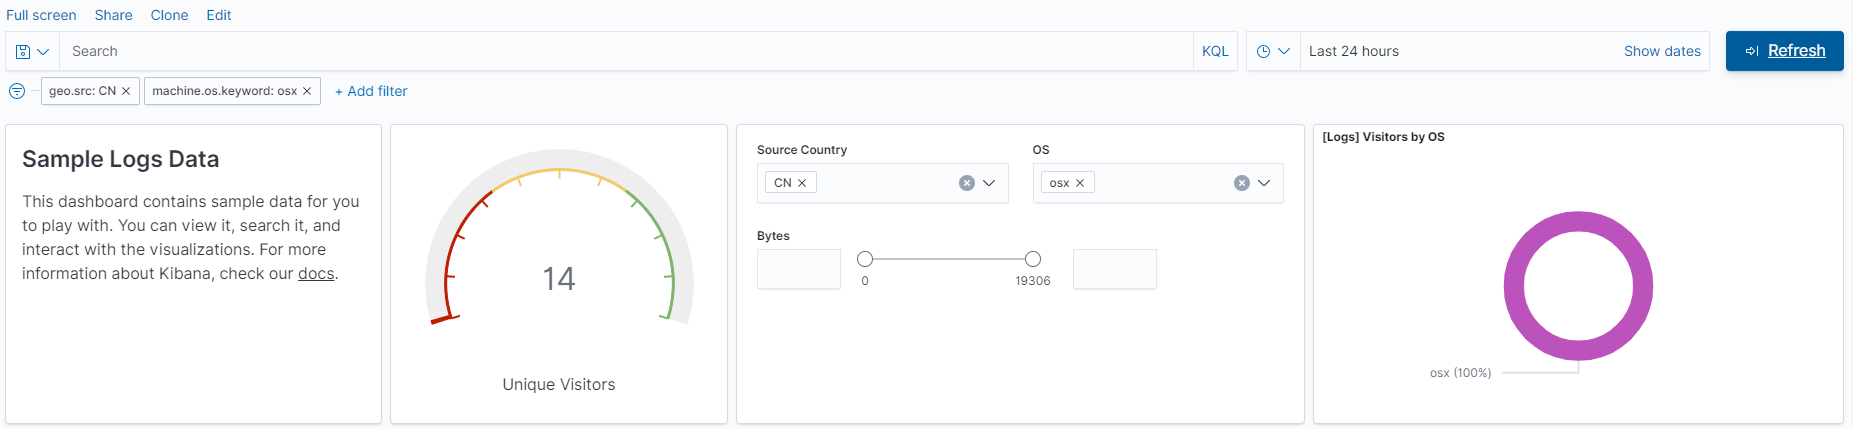 Full screen Share Clone Edit
Search KQL Last 24 hours Show dates Refresh
geo.src: CN machine.os.keyword: osx + Add filter
Sample Logs Data
This dashboard contains sample data for you
to play with. You can view it, search it, and
interact with the visualizations. For more
information about Kibana, check our docs.
14
Unique Visitors
Source Country OS
CN osx
Bytes
0 19306
[Logs] Visitors by OS
osx (100%)